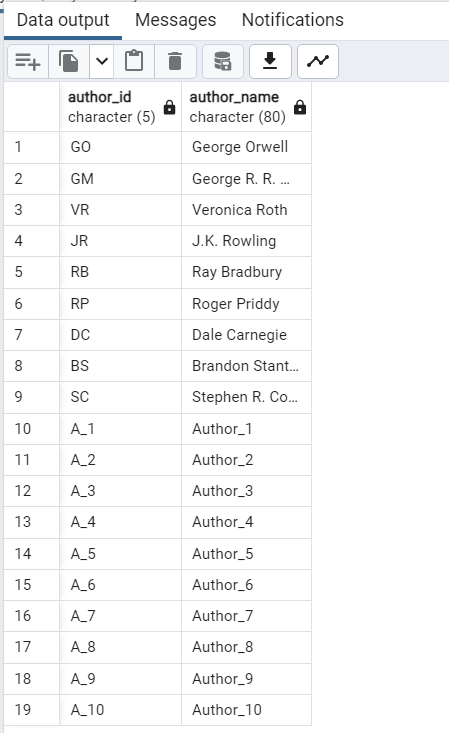 Data output Messages Notifications
author_id author_name
character (5) character (80)
1 GO George Orwell
2 GM George R. R. ...
3 VR Veronica Roth
4 JR J.K. Rowling
5 RB Ray Bradbury
6 RP Roger Priddy
7 DC Dale Carnegie
8 BS Brandon Stant...
9 SC Stephen R. Co...
10 A_1 Author_1
11 A_2 Author_2
12 A_3 Author_3
13 A_4 Author_4
14 A_5 Author_5
15 A_6 Author_6
16 A_7 Author_7
17 A_8 Author_8
18 A_9 Author_9
19 A_10 Author_10